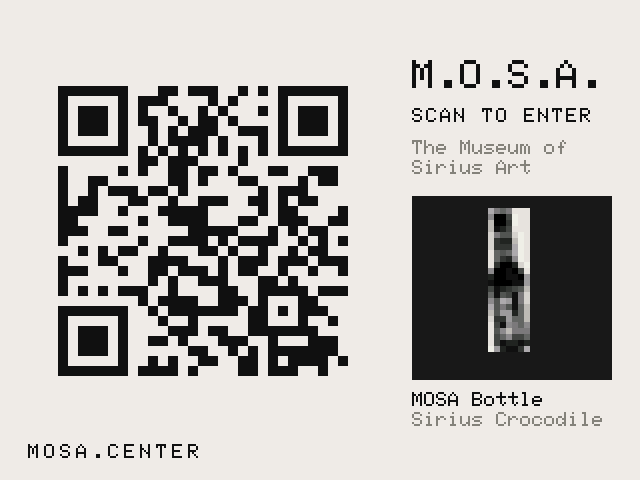 M.O.S.A.
SCAN TO ENTER
The Museum of
Sirius Art
MOSA Bottle
Sirius Crocodile
MOSA.CENTER